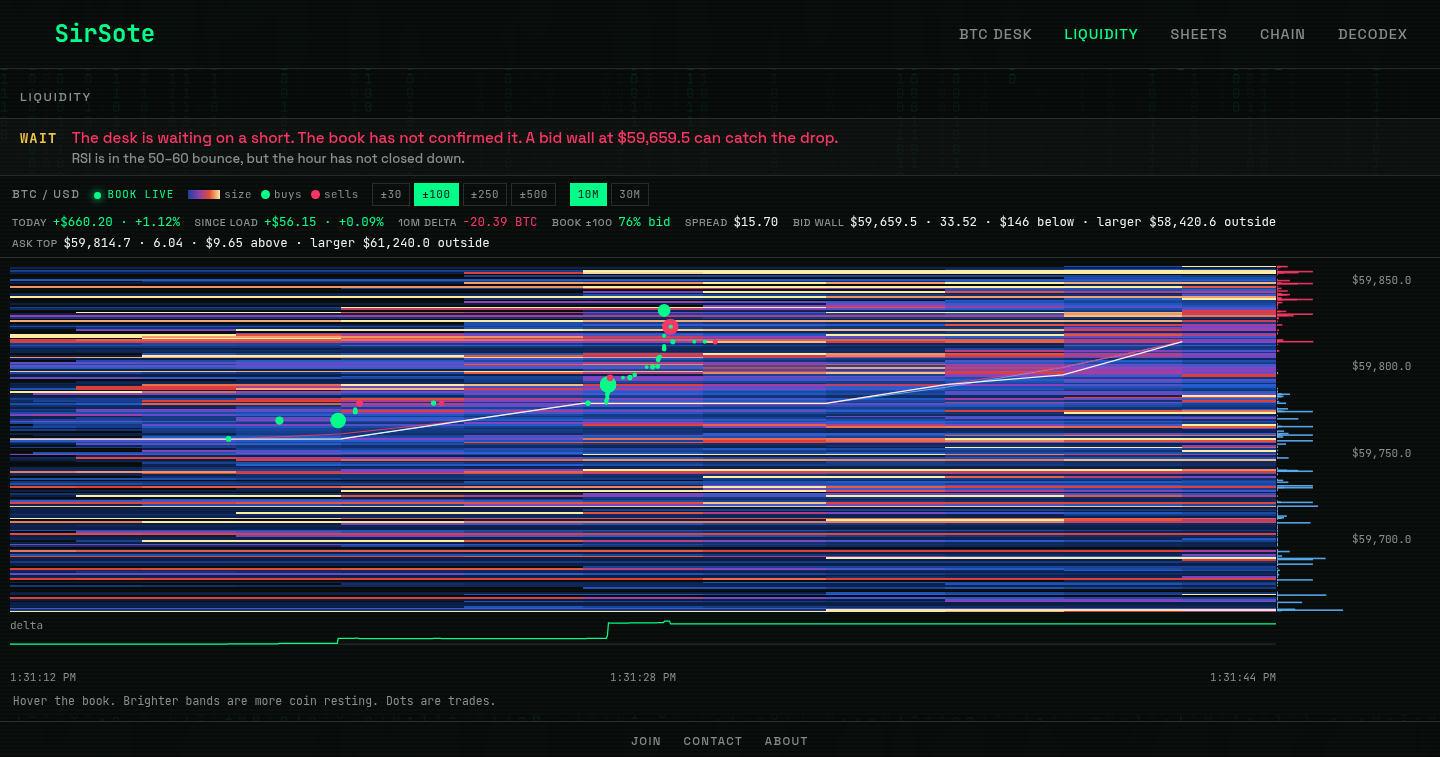 SirSote
BTC DESK LIQUIDITY SHEETS CHAIN DECODEX
LIQUIDITY
WAIT The desk is waiting on a short. The book has not confirmed it. A bid wall at $59,659.5 can catch the drop.
RSI is in the 50–60 bounce, but the hour has not closed down.
BTC / USD BOOK LIVE size buys sells ±30 ±100 ±250 ±500 10M 30M
TODAY +$660.20 · +1.12% SINCE LOAD +$56.15 · +0.09% 10M DELTA -20.39 BTC BOOK ±100 76% bid SPREAD $15.70 BID WALL $59,659.5 · 33.52 · $146 below · larger $58,420.6 outside
ASK TOP $59,814.7 · 6.04 · $9.65 above · larger $61,240.0 outside
$59,850.0
$59,800.0
$59,750.0
$59,700.0
delta
1:31:12 PM 1:31:28 PM 1:31:44 PM
Hover the book. Brighter bands are more coin resting. Dots are trades.
JOIN CONTACT ABOUT